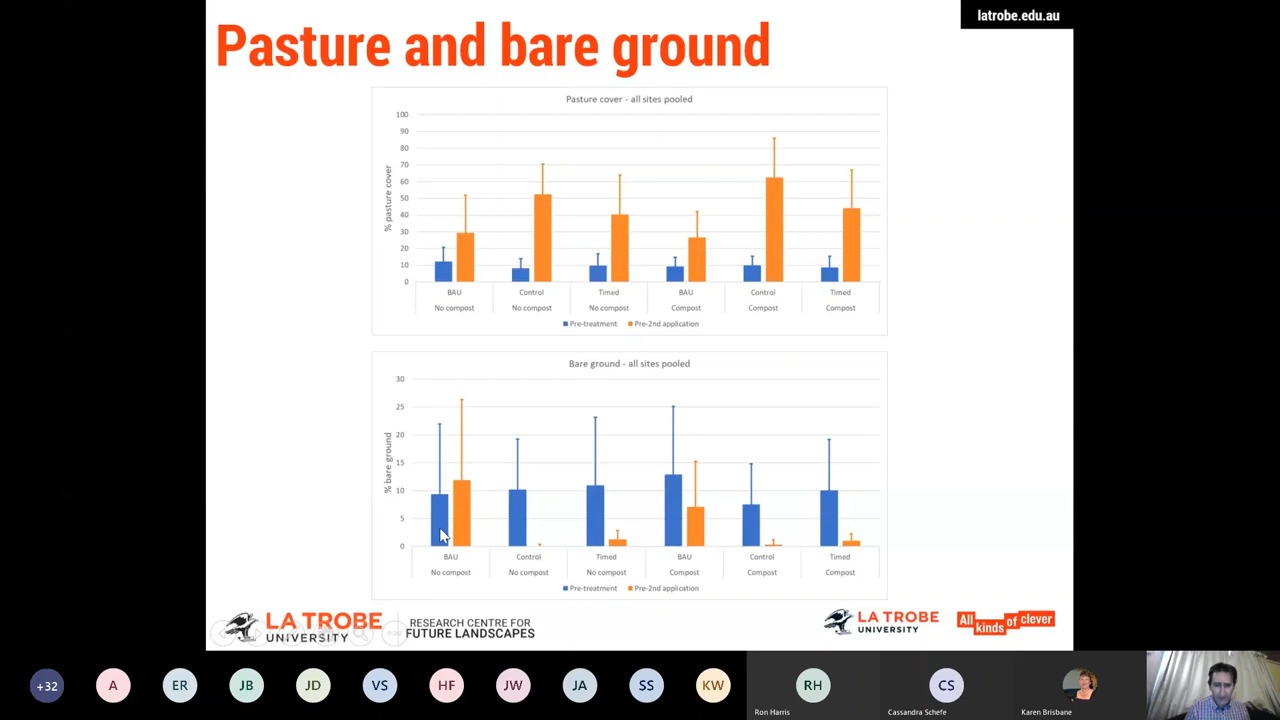 latrobe.edu.au
Pasture and bare ground
Pasture cover - all sites pooled
% pasture cover
100
90
80
70
60
50
40
30
20
10
0
BAU Control Timed BAU Control Timed
No compost No compost No compost Compost Compost Compost
Pre-treatment Pre-2nd application
Bare ground - all sites pooled
% bare ground
30
25
20
15
10
5
0
BAU Control Timed BAU Control Timed
No compost No compost No compost Compost Compost Compost
Pre-treatment Pre-2nd application
LA TROBE
UNIVERSITY
RESEARCH CENTRE FOR
FUTURE LANDSCAPES
LA TROBE
UNIVERSITY
All kinds of clever
+32 A ER JB JD VS HF JW JA SS KW RH CS
Ron Harris Cassandra Schefe Karen Brisbane